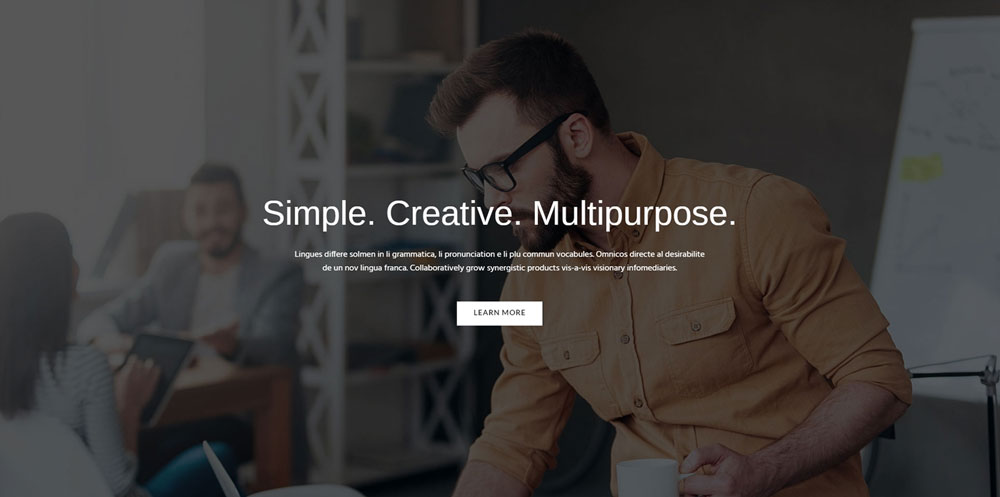 Simple. Creative. Multipurpose.
Lingues differe solmen in li grammatica, li pronunciation e li plu commun vocabules. Omnicos directe al desirabilite
de un nov lingua franca. Collaboratively grow synergistic products vis-a-vis visionary infomediaries.
LEARN MORE